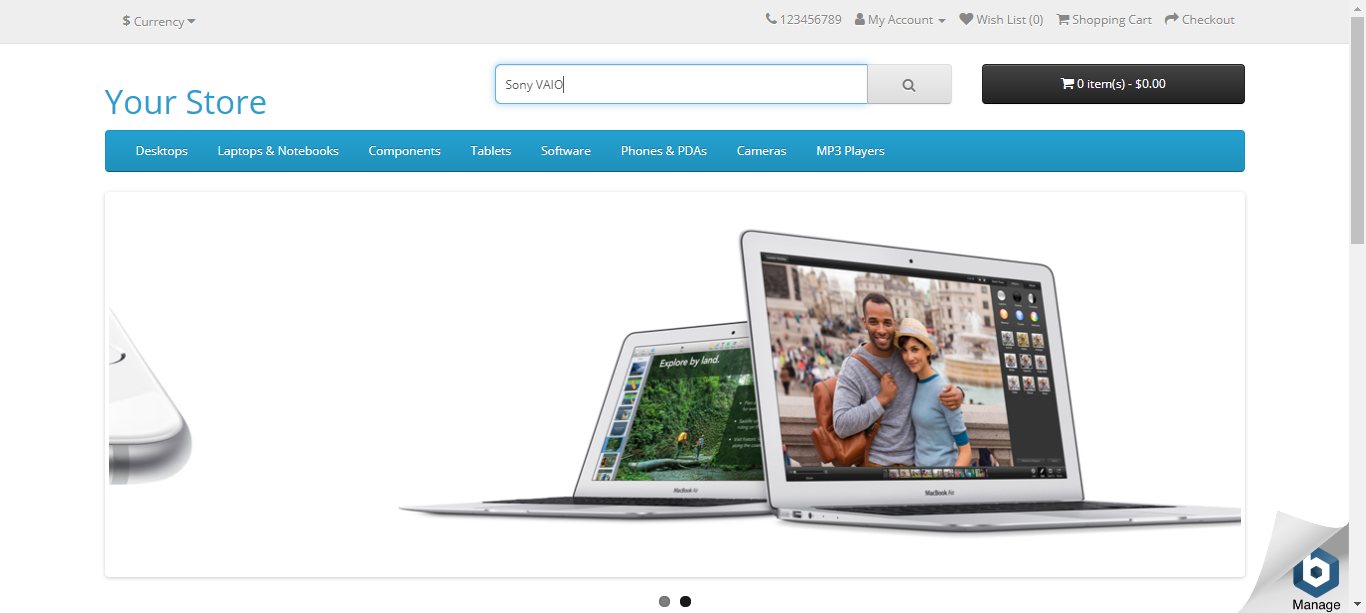 $ Currency
123456789 My Account Wish List (0) Shopping Cart Checkout
Your Store
Sony VAIO
0 item(s) - $0.00
Desktops Laptops & Notebooks Components Tablets Software Phones & PDAs Cameras MP3 Players
Explore by land.
MacBook Air
MacBook Air
Manage